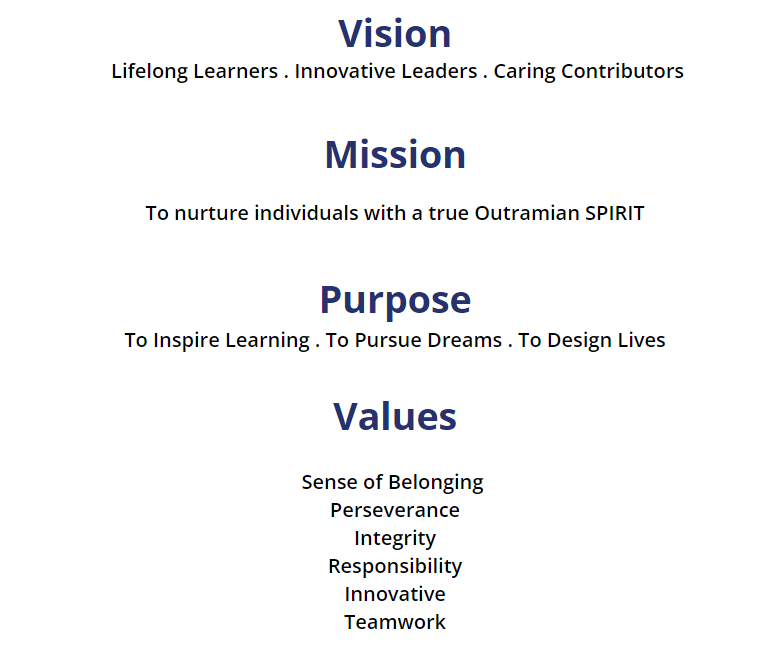 Vision
Lifelong Learners . Innovative Leaders . Caring Contributors
Mission
To nurture individuals with a true Outramian SPIRIT
Purpose
To Inspire Learning . To Pursue Dreams . To Design Lives
Values
Sense of Belonging
Perseverance
Integrity
Responsibility
Innovative
Teamwork